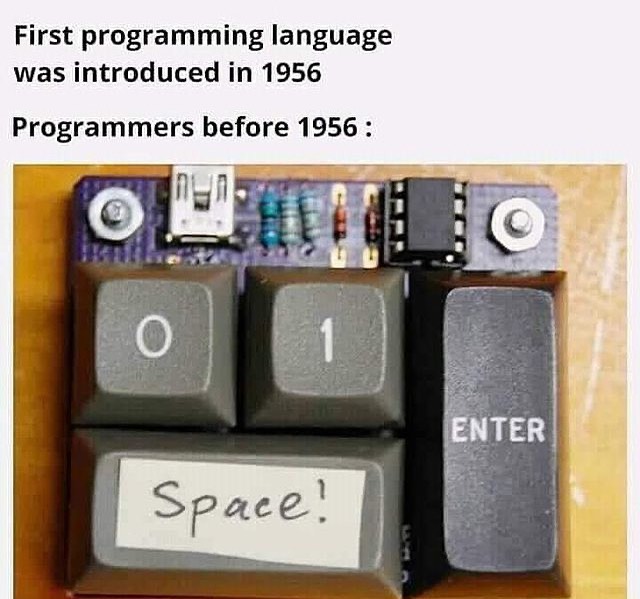 First programming language
was introduced in 1956
Programmers before 1956 :
0 1
ENTER
Space!